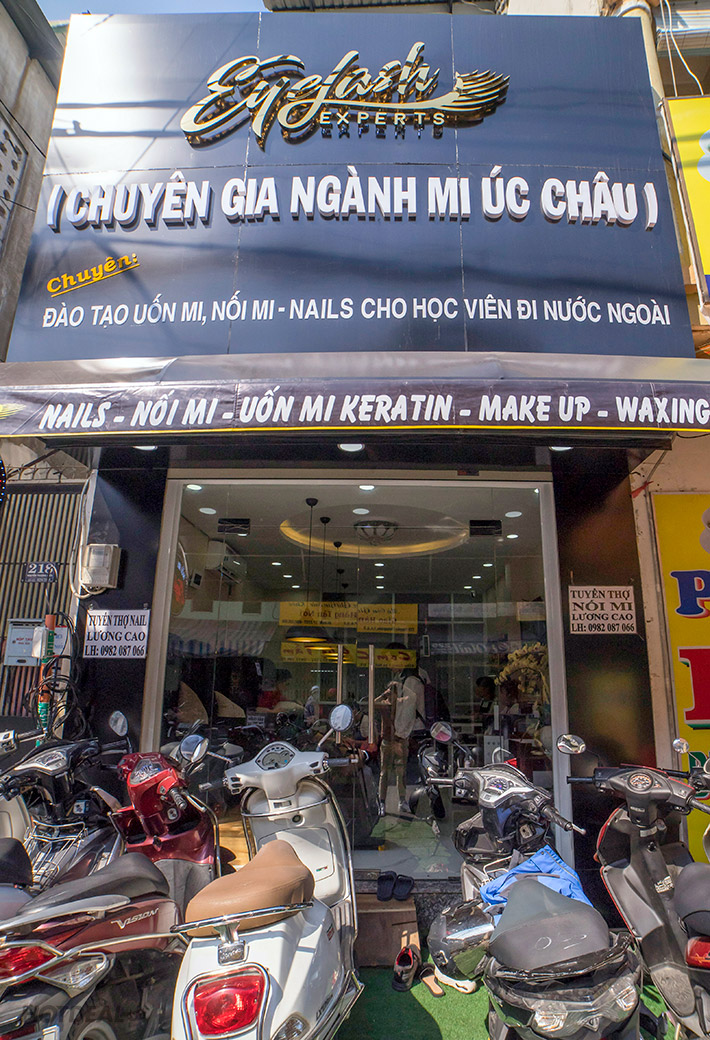 Eyelash
EXPERTS
( CHUYÊN GIA NGÀNH MI ÚC CHÂU )
Chuyên:
ĐÀO TẠO UỐN MI, NỐI MI - NAILS CHO HỌC VIÊN ĐI NƯỚC NGOÀI
NAILS - NỐI MI - UỐN MI KERATIN - MAKE UP - WAXING
218
TUYỂN THỢ NAIL
LƯƠNG CAO
LH: 0982 087 066
TUYỂN THỢ
NỐI MI
LƯƠNG CAO
LH: 0982 087 066
VISION